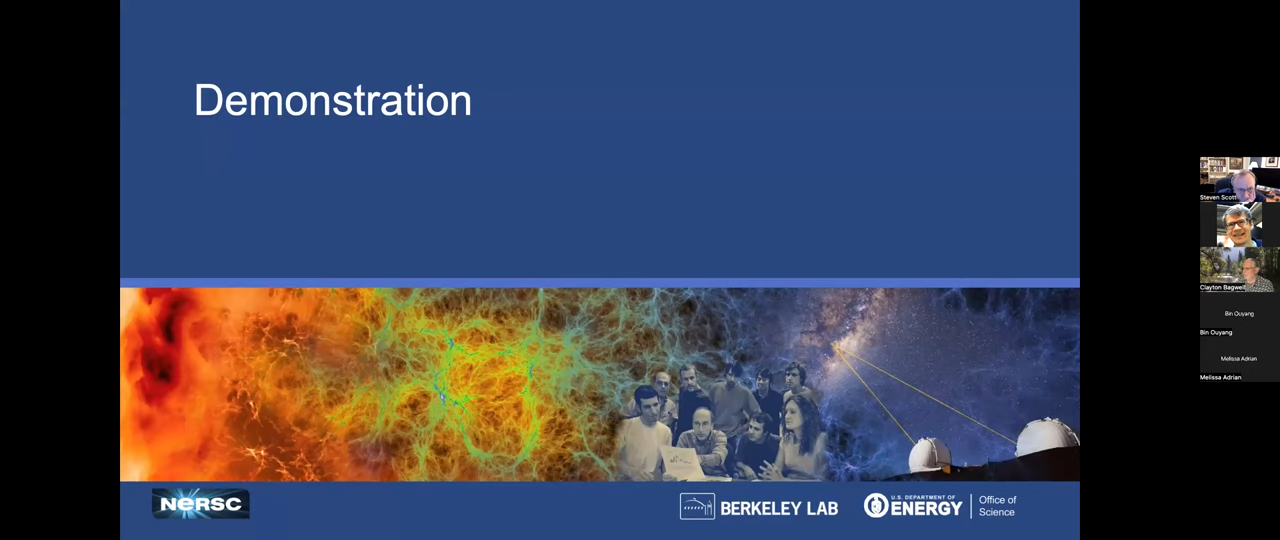 Demonstration
NERSC
BERKELEY LAB
U.S. DEPARTMENT OF
ENERGY
Office of
Science
Steven Scott
Clayton Bagwell
Bin Ouyang
Bin Ouyang
Melissa Adrian
Melissa Adrian